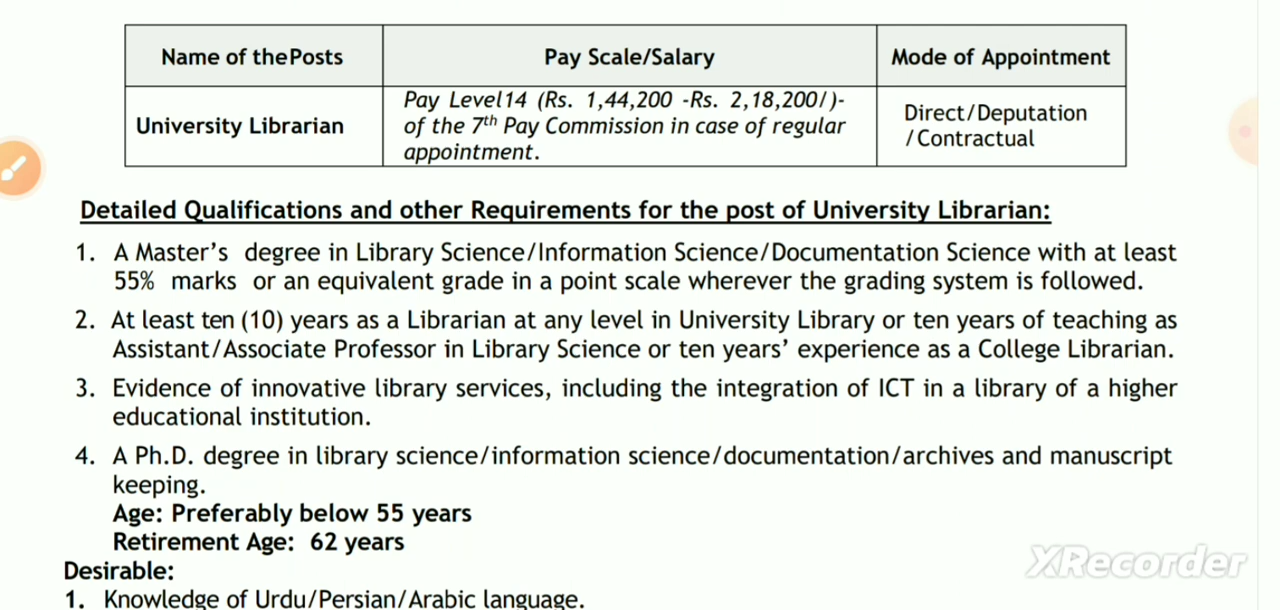 Name of thePosts
Pay Scale/Salary
Mode of Appointment
University Librarian
Pay Level14 (Rs. 1,44,200 -Rs. 2,18,200/)-
of the 7th Pay Commission in case of regular
appointment.
Direct/Deputation
/Contractual
Detailed Qualifications and other Requirements for the post of University Librarian:
1. A Master's degree in Library Science/Information Science/Documentation Science with at least
55% marks or an equivalent grade in a point scale wherever the grading system is followed.
2. At least ten (10) years as a Librarian at any level in University Library or ten years of teaching as
Assistant/Associate Professor in Library Science or ten years' experience as a College Librarian.
3. Evidence of innovative library services, including the integration of ICT in a library of a higher
educational institution.
4. A Ph.D. degree in library science/information science/documentation/archives and manuscript
keeping.
Age: Preferably below 55 years
Retirement Age: 62 years
Desirable:
1. Knowledge of Urdu/Persian/Arabic language.
XRecorder